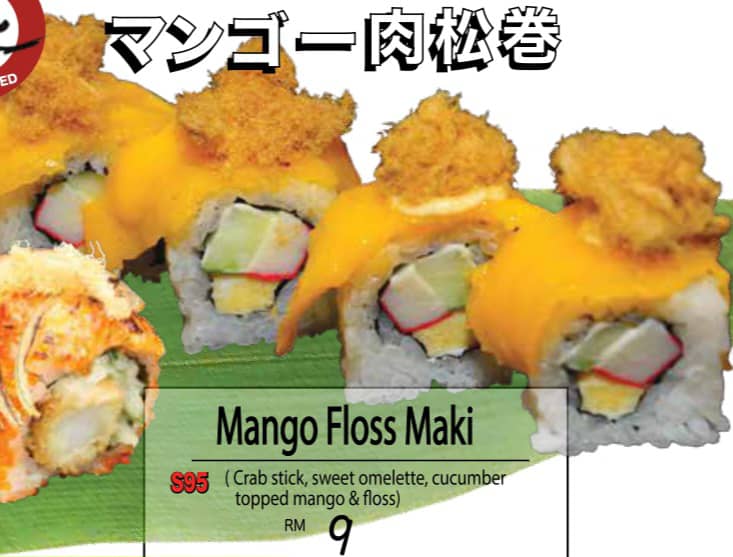 マンゴー肉松巻
ED
Mango Floss Maki
S95 ( Crab stick, sweet omelette, cucumber
topped mango & floss)
RM 9